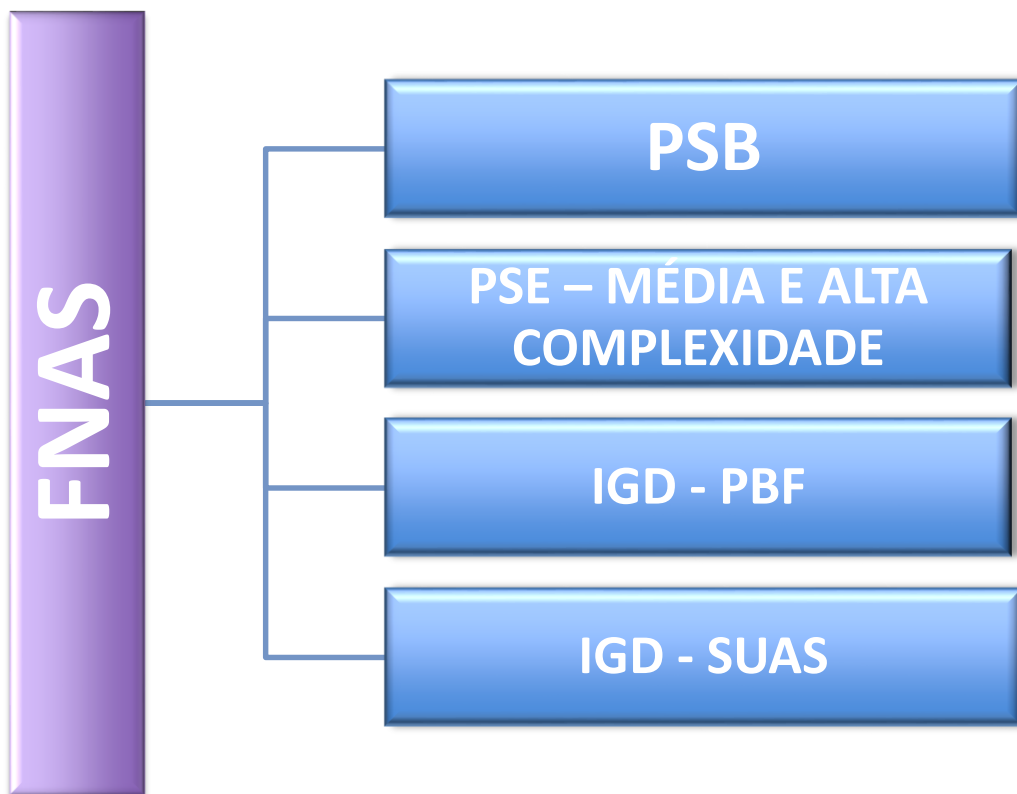 FNAS
PSB
PSE – MÉDIA E ALTA
COMPLEXIDADE
IGD - PBF
IGD - SUAS